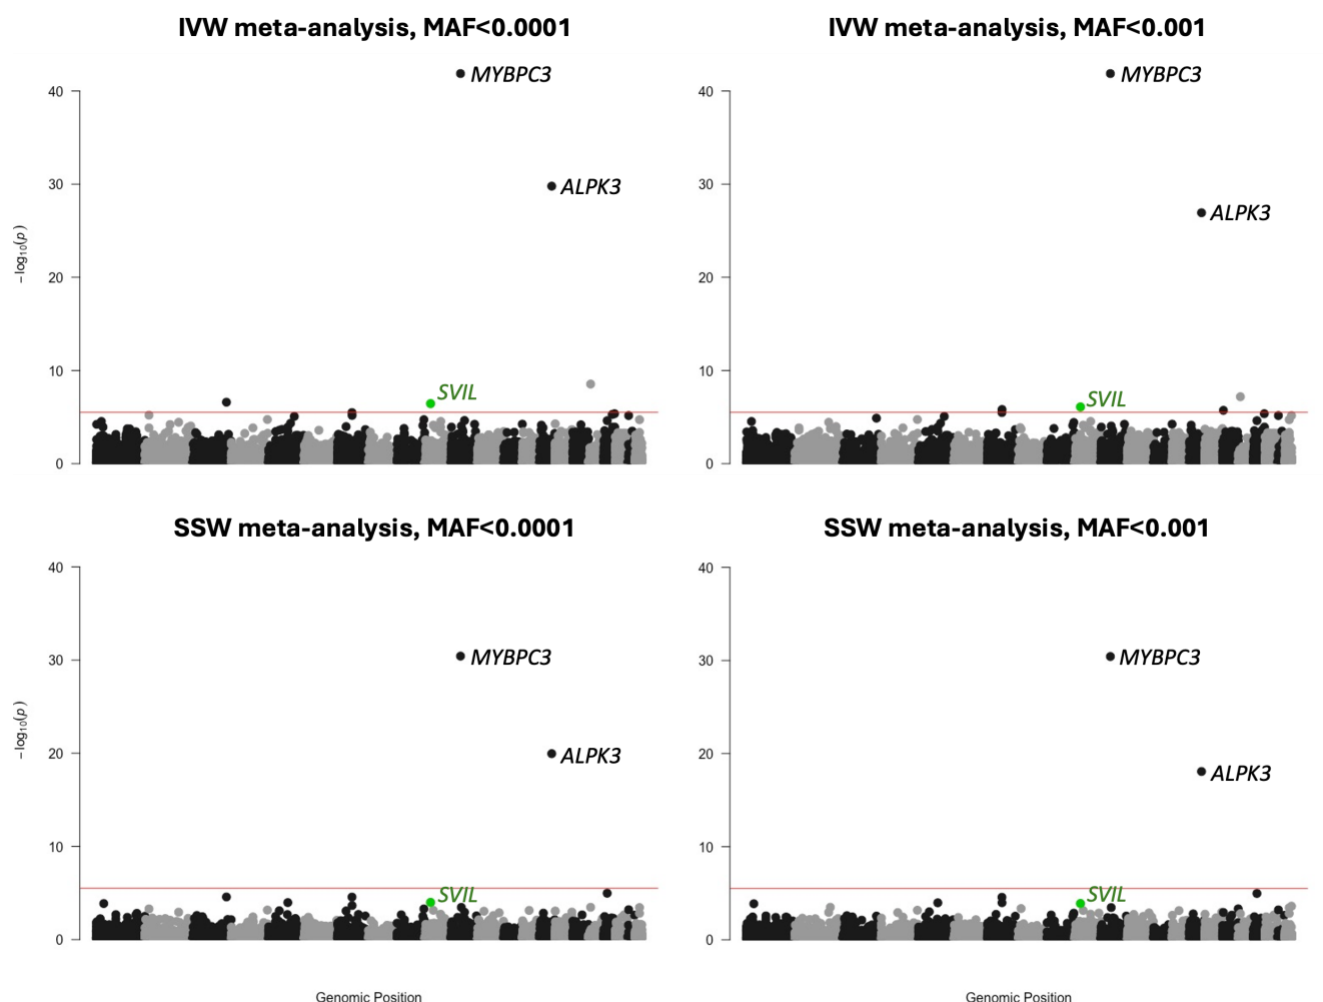 IVW meta-analysis, MAF<0.0001
40
30
20
10
0
−log10(p)
MYBPC3
ALPK3
SVIL
IVW meta-analysis, MAF<0.001
40
30
20
10
0
MYBPC3
ALPK3
SVIL
SSW meta-analysis, MAF<0.0001
40
30
20
10
0
−log10(p)
MYBPC3
ALPK3
SVIL
Genomic Position
SSW meta-analysis, MAF<0.001
40
30
20
10
0
MYBPC3
ALPK3
SVIL
Genomic Position